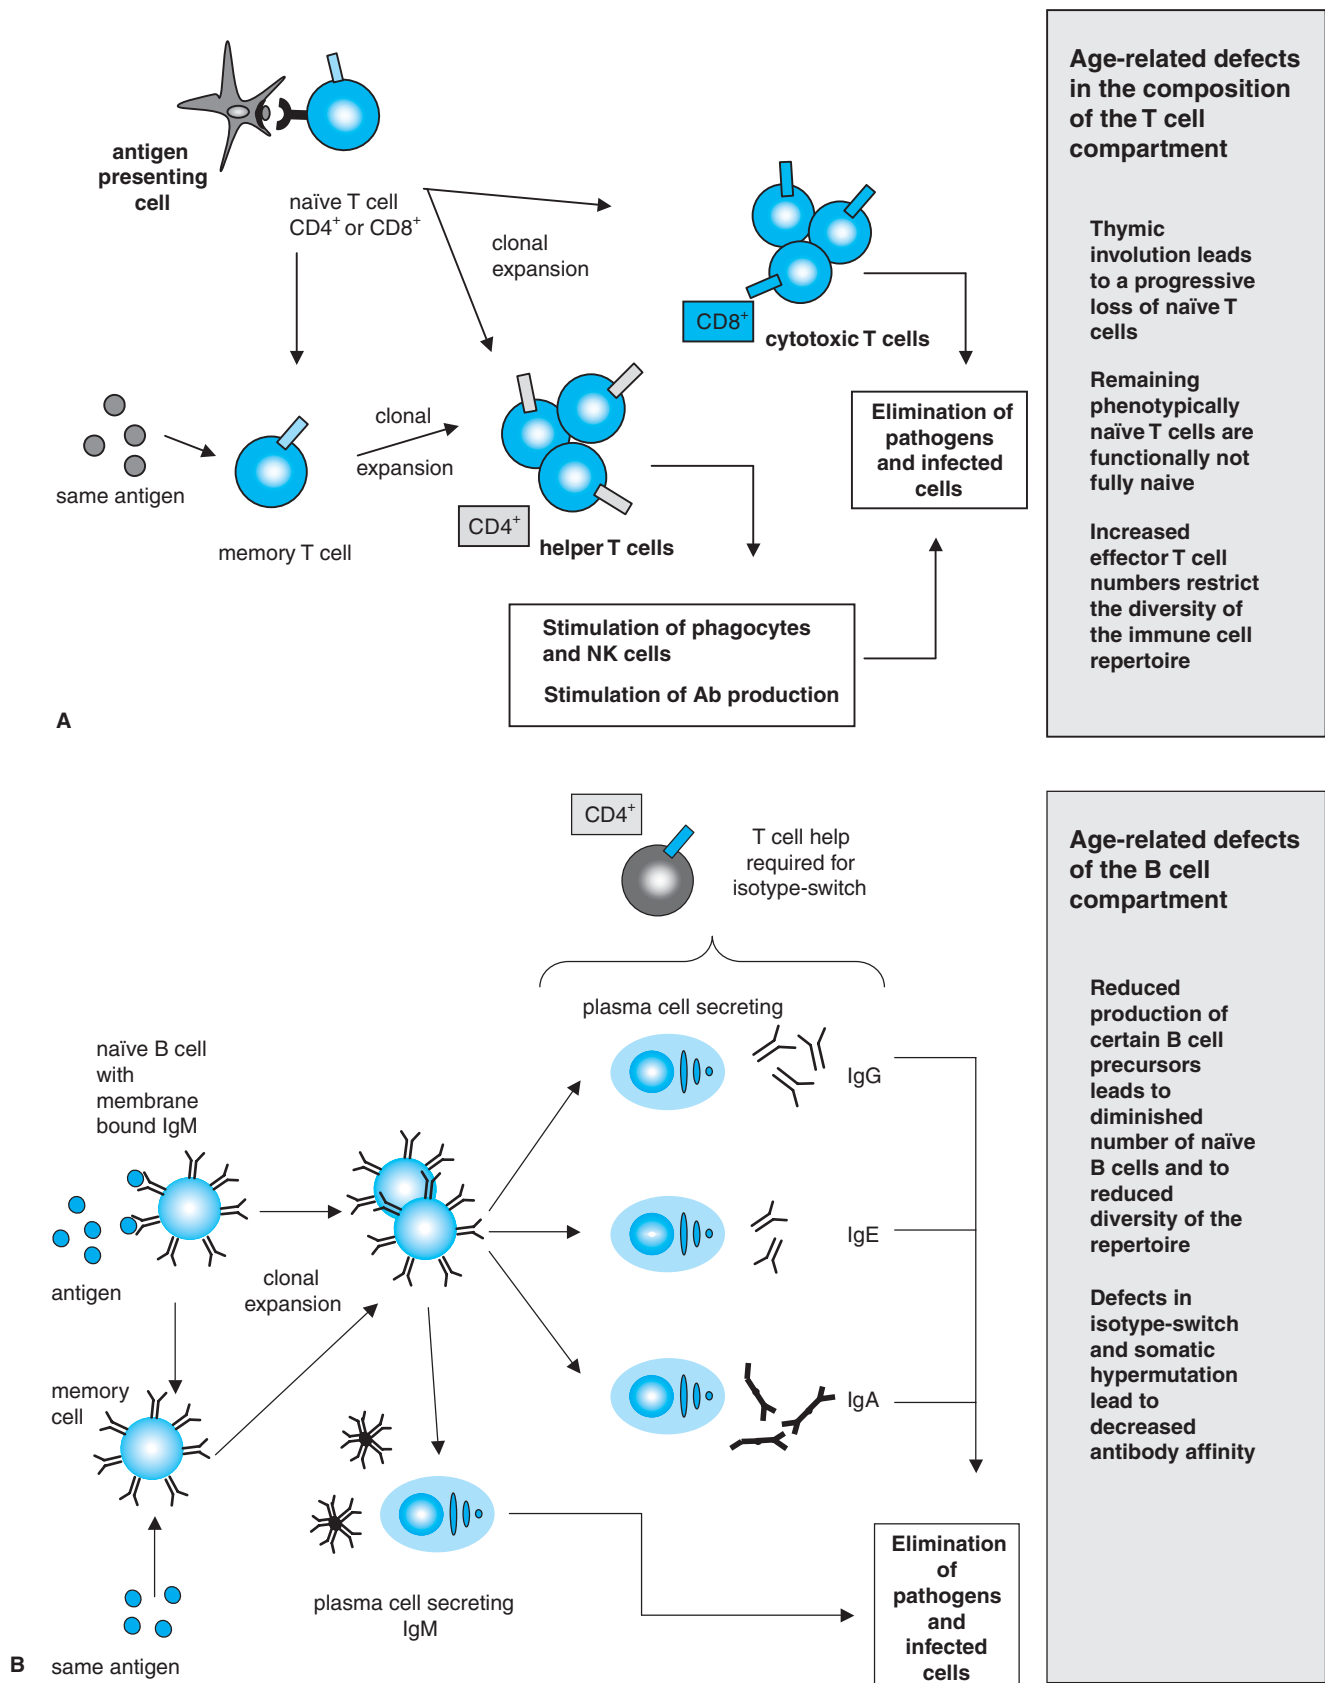 antigen
presenting
cell
naïve T cell
CD4+ or CD8+
clonal
expansion
CD8+
cytotoxic T cells
same antigen
memory T cell
clonal
expansion
CD4+
helper T cells
Elimination of
pathogens
and infected
cells
Stimulation of phagocytes
and NK cells
Stimulation of Ab production
A
Age-related defects
in the composition
of the T cell
compartment
Thymic
involution leads
to a progressive
loss of naïve T
cells
Remaining
phenotypically
naïve T cells are
functionally not
fully naive
Increased
effector T cell
numbers restrict
the diversity of
the immune cell
repertoire
CD4+
T cell help
required for
isotype-switch
plasma cell secreting
naïve B cell
with
membrane
bound IgM
antigen
clonal
expansion
memory
cell
same antigen
IgG
IgE
IgA
plasma cell secreting
IgM
Elimination
of
pathogens
and
infected
cells
B
Age-related defects
of the B cell
compartment
Reduced
production of
certain B cell
precursors
leads to
diminished
number of naïve
B cells and to
reduced
diversity of the
repertoire
Defects in
isotype-switch
and somatic
hypermutation
lead to
decreased
antibody affinity